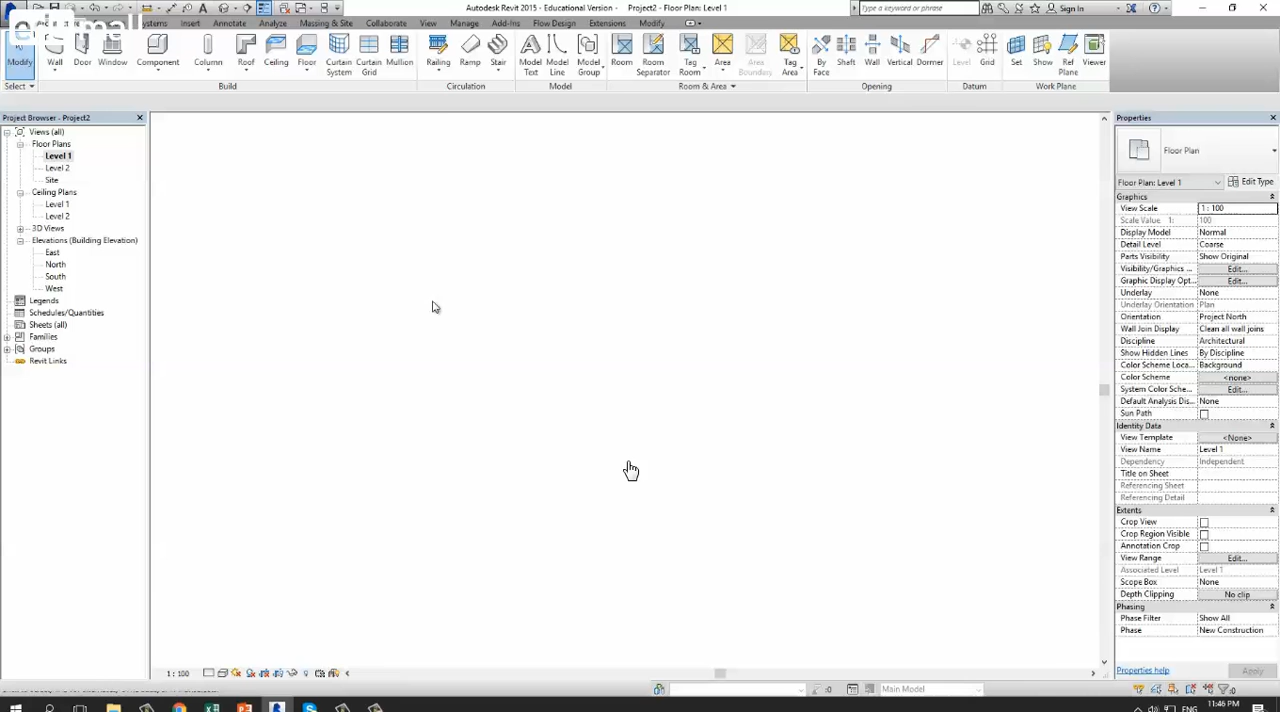 Autodesk Revit 2015 - Educational Version - Project2 - Floor Plan: Level 1
Type a keyword or phrase
Sign In
Insert Annotate Analyze Massing & Site Collaborate View Manage Add-Ins Flow Design Extensions Modify
Modify Wall Door Window Component Column Roof Ceiling Floor Curtain System Curtain Grid Mullion Railing Ramp Stair Model Text Model Line Model Group Room Room Separator Tag Room Area Area Boundary Tag Area By Face Shaft Wall Vertical Dormer Level Grid Set Show Ref Plane Viewer
Select Build Circulation Model Room & Area Opening Datum Work Plane
Project Browser - Project2
Views (all)
Floor Plans
Level 1
Level 2
Site
Ceiling Plans
Level 1
Level 2
3D Views
Elevations (Building Elevation)
East
North
South
West
Legends
Schedules/Quantities
Sheets (all)
Families
Groups
Revit Links
Properties
Floor Plan
Floor Plan: Level 1 Edit Type
Graphics
View Scale 1 : 100
Scale Value 1: 100
Display Model Normal
Detail Level Coarse
Parts Visibility Show Original
Visibility/Graphics ... Edit...
Graphic Display Opt... Edit...
Underlay None
Underlay Orientation Plan
Orientation Project North
Wall Join Display Clean all wall joins
Discipline Architectural
Show Hidden Lines By Discipline
Color Scheme Loca... Background
Color Scheme <none>
System Color Sche... Edit...
Default Analysis Dis... None
Sun Path
Identity Data
View Template <None>
View Name Level 1
Dependency Independent
Title on Sheet
Referencing Sheet
Referencing Detail
Extents
Crop View
Crop Region Visible
Annotation Crop
View Range Edit...
Associated Level Level 1
Scope Box None
Depth Clipping No clip
Phasing
Phase Filter Show All
Phase New Construction
Properties help Apply
1 : 100
:0 Main Model :0
ENG 11:46 PM